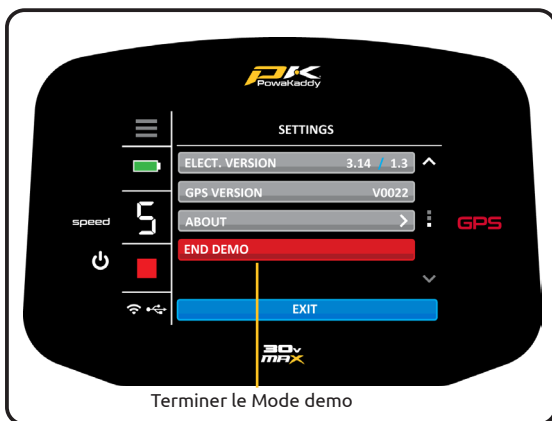 PK
PowaKaddy
SETTINGS
ELECT. VERSION 3.14 / 1.3
GPS VERSION V0022
ABOUT
speed 5 GPS
END DEMO
EXIT
30v
max
Terminer le Mode demo